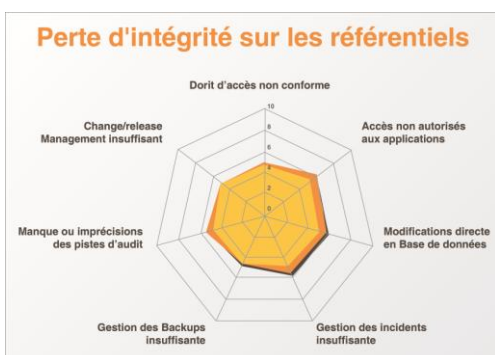 Perte d'intégrité sur les référentiels
Dorit d'accès non conforme
Change/release
Management insuffisant
Accès non autorisés
aux applications
10
8
6
4
2
0
Manque ou imprécisions
des pistes d'audit
Modifications directe
en Base de données
Gestion des Backups
insuffisante
Gestion des incidents
insuffisante